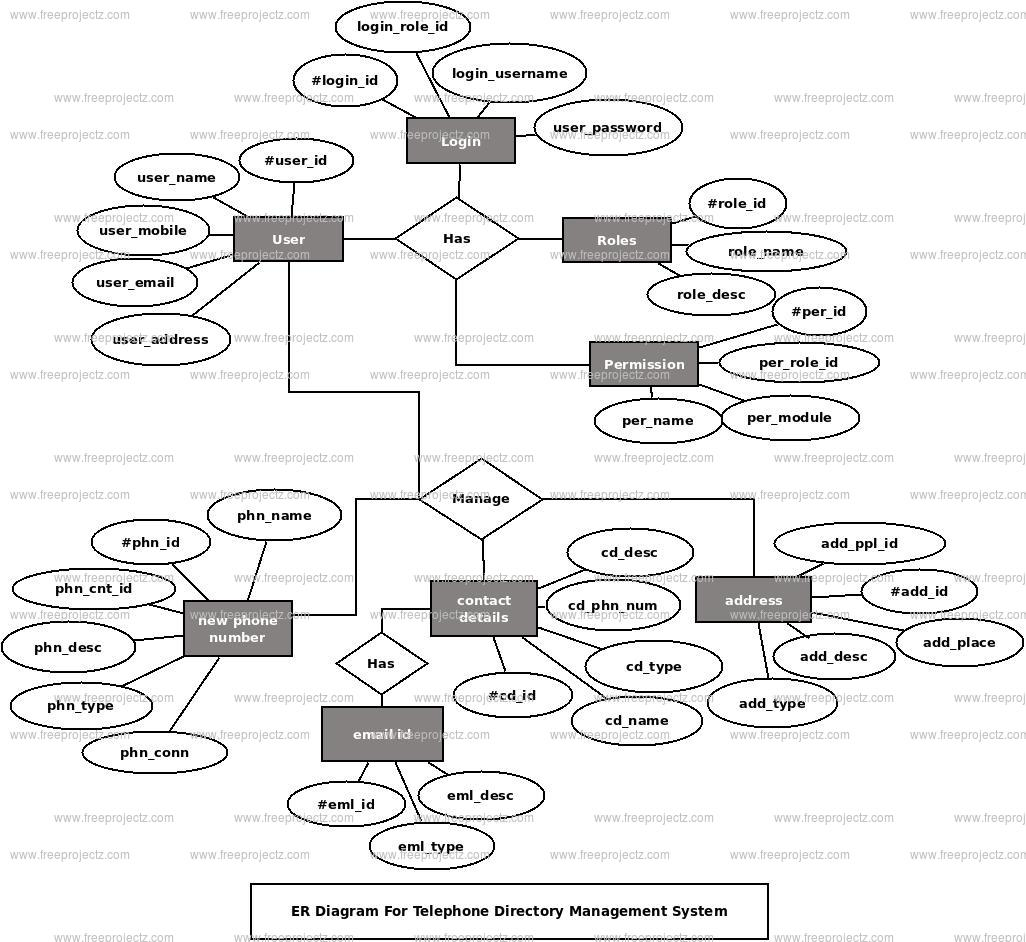 login_role_id
#login_id
login_username
user_password
Login
#user_id
user_name
user_mobile
user_email
user_address
User
Has
Roles
#role_id
role_name
role_desc
#per_id
per_role_id
per_module
per_name
Permission
Manage
phn_name
#phn_id
phn_cnt_id
phn_desc
phn_type
phn_conn
new phone
number
contact
details
cd_desc
cd_phn_num
cd_type
cd_name
#cd_id
address
add_ppl_id
#add_id
add_place
add_desc
add_type
Has
email id
#eml_id
eml_desc
eml_type
ER Diagram For Telephone Directory Management System
www.freeprojectz.com